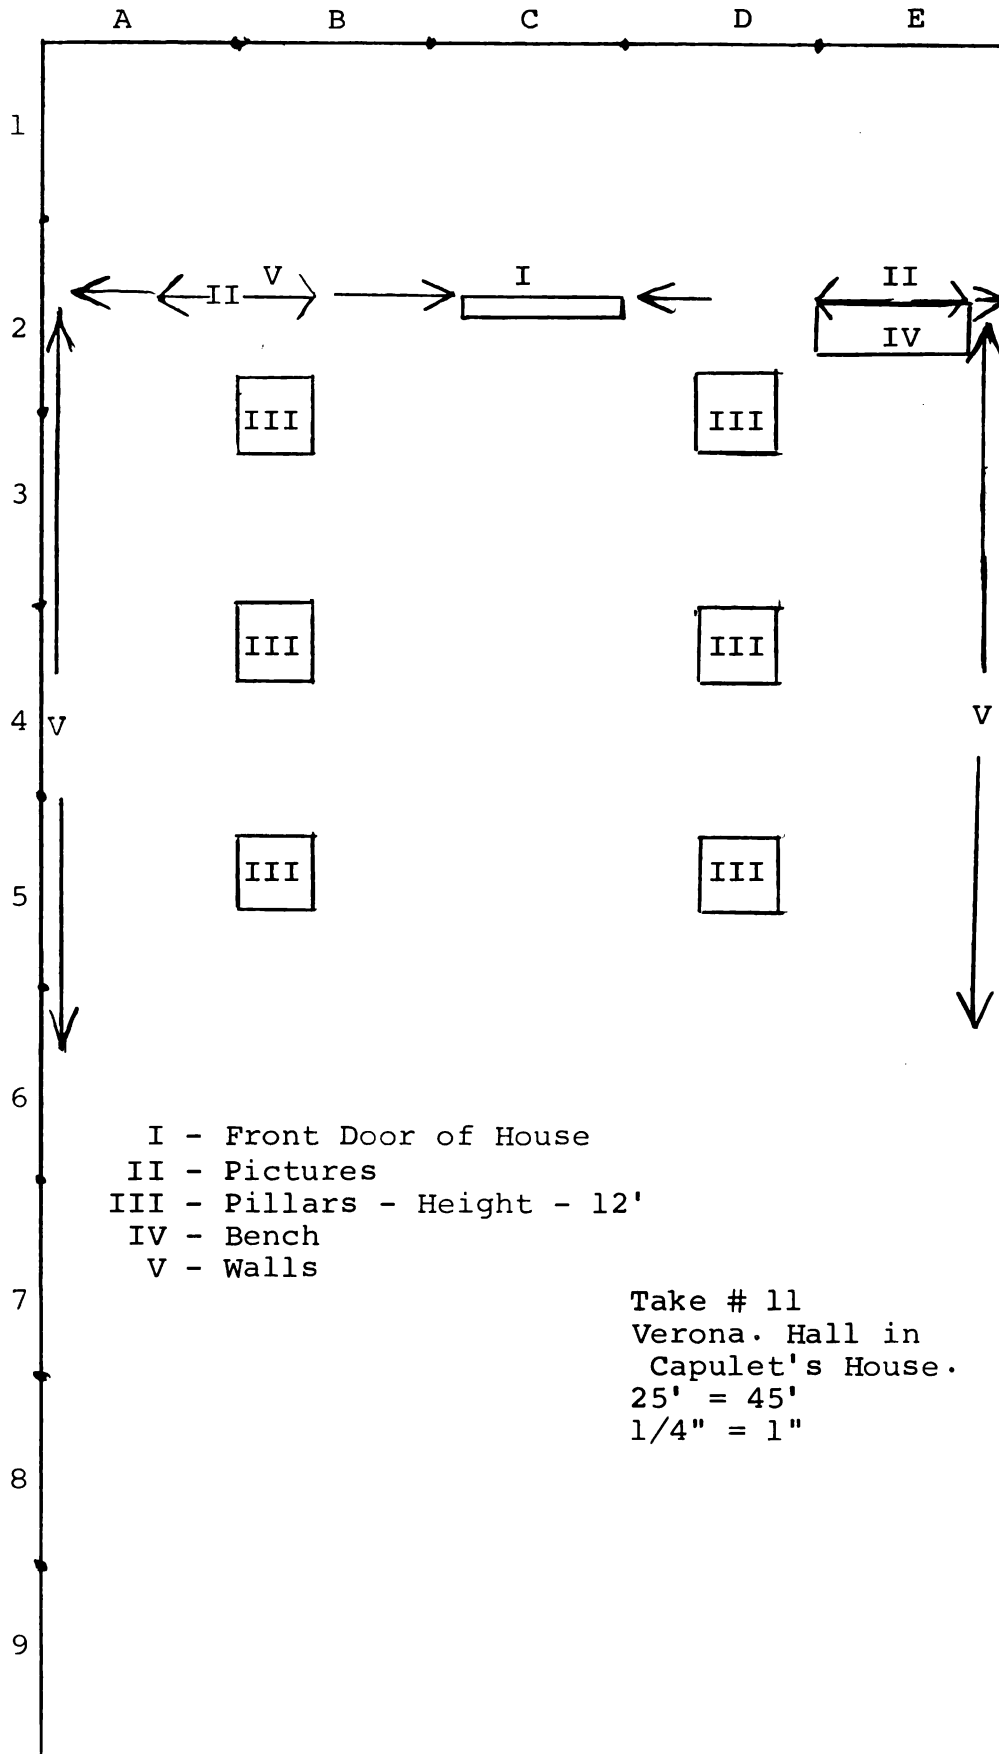 A B C D E
1
V I II
II
2 IV
III III
3
III III
4 V V
III III
5
6
I - Front Door of House
II - Pictures
III - Pillars - Height - 12'
IV - Bench
V - Walls
7
Take # 11
Verona. Hall in
Capulet's House.
25' = 45'
1/4" = 1"
8
9